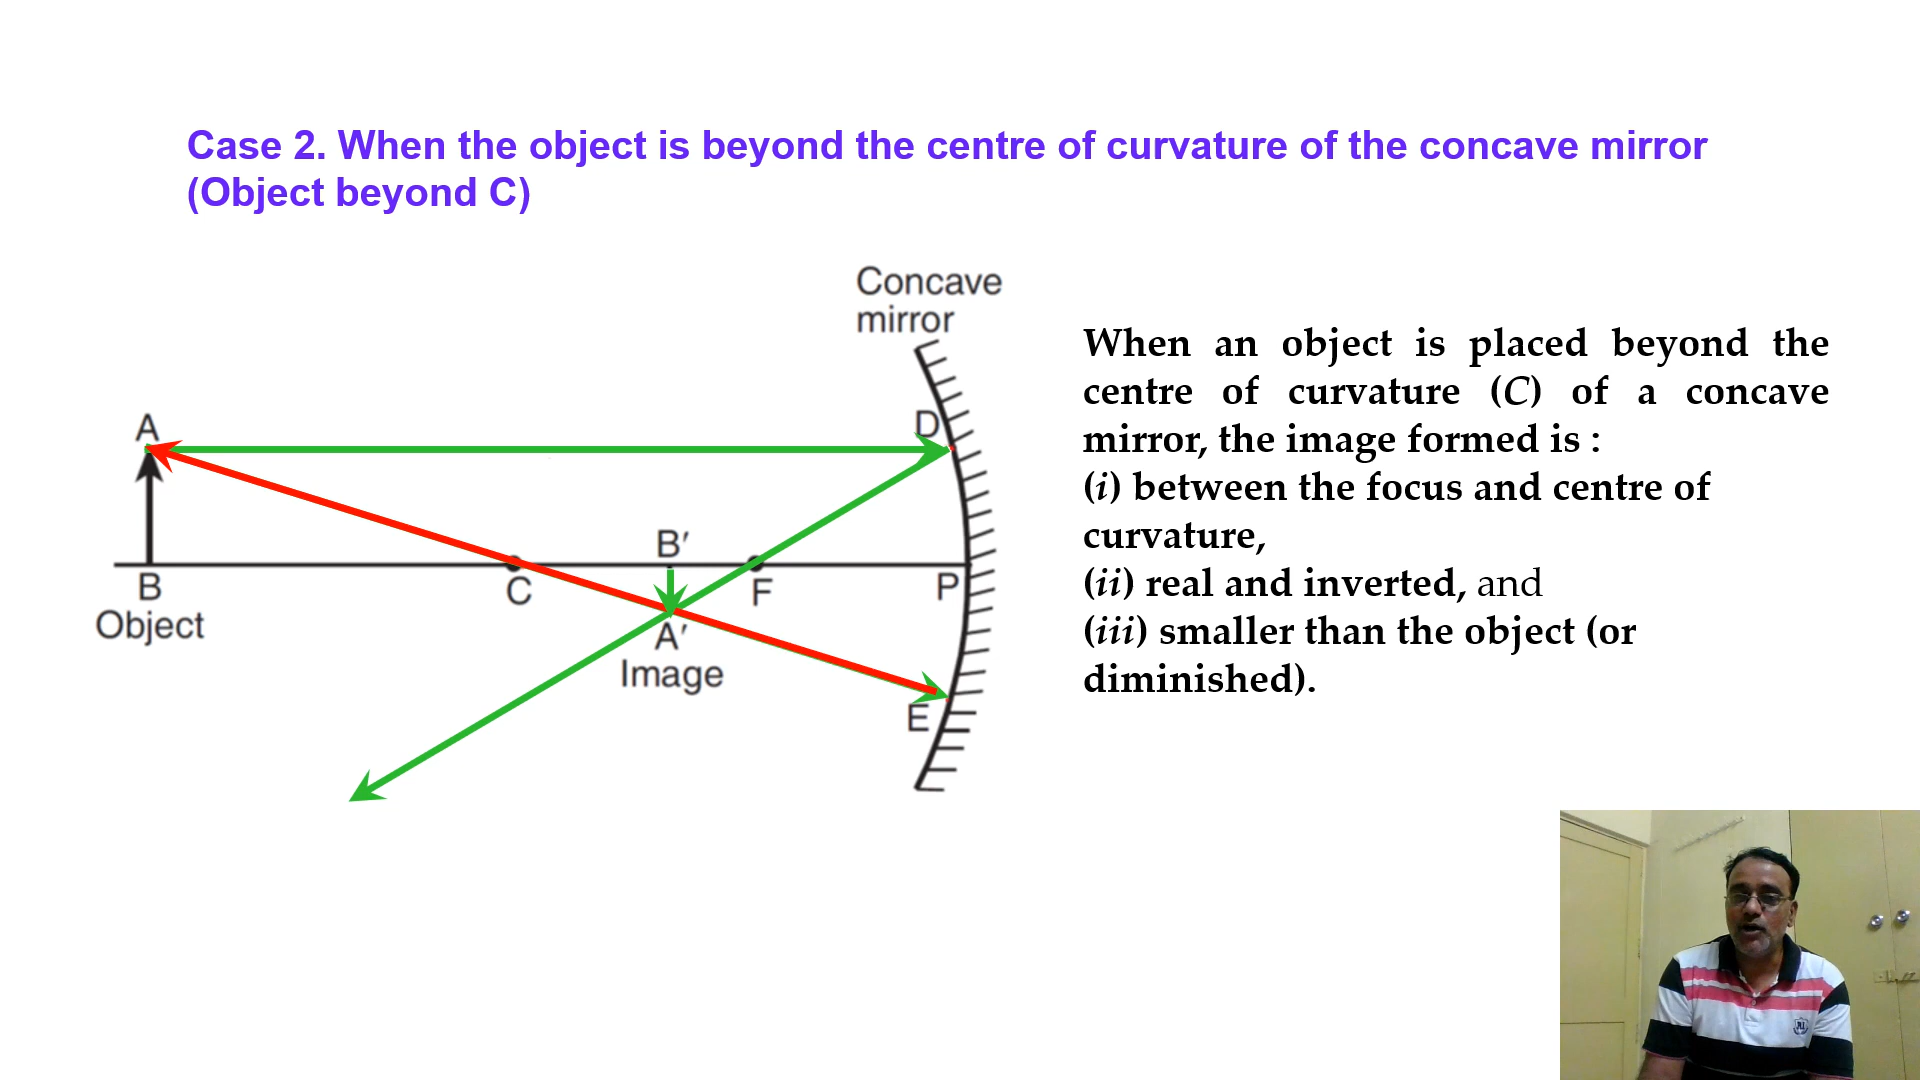 Case 2. When the object is beyond the centre of curvature of the concave mirror
(Object beyond C)
Concave
mirror
When an object is placed beyond the
centre of curvature (C) of a concave
mirror, the image formed is :
(i) between the focus and centre of
curvature,
(ii) real and inverted, and
(iii) smaller than the object (or
diminished).
A
D
B′
B
C
F
P
Object
A′
Image
E